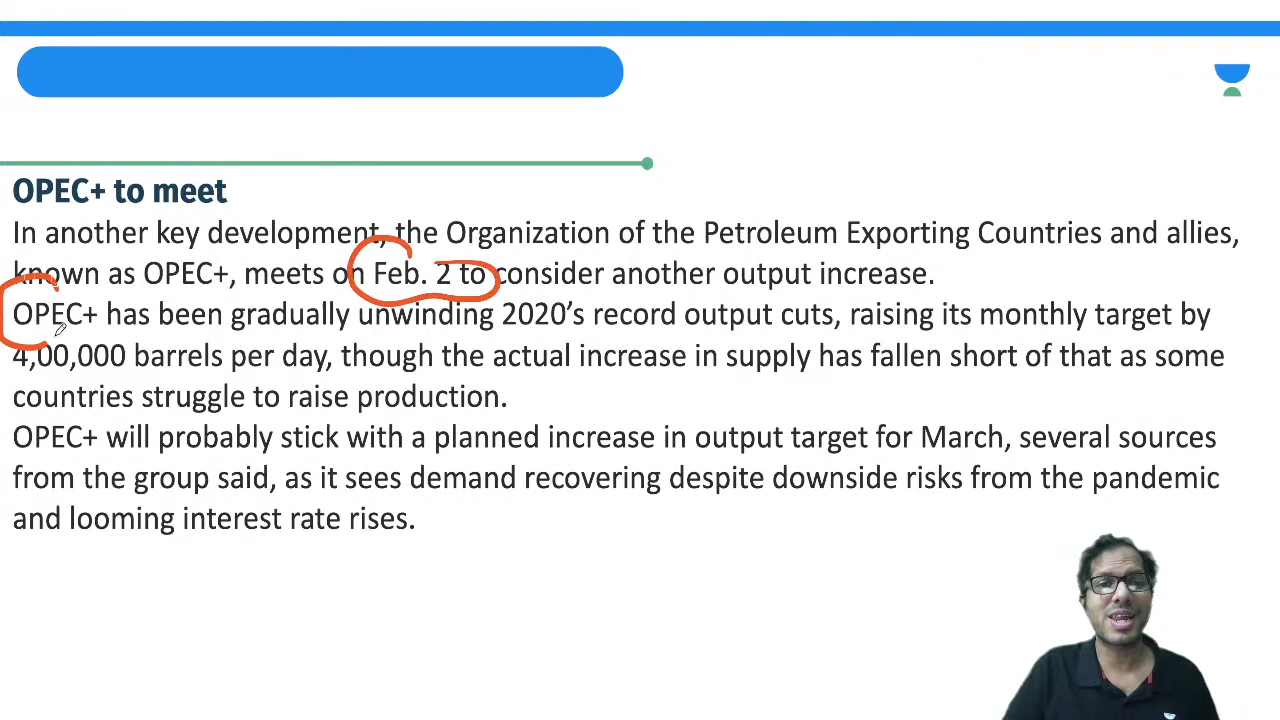 OPEC+ to meet
In another key development, the Organization of the Petroleum Exporting Countries and allies,
known as OPEC+, meets on Feb. 2 to consider another output increase.
OPEC+ has been gradually unwinding 2020’s record output cuts, raising its monthly target by
4,00,000 barrels per day, though the actual increase in supply has fallen short of that as some
countries struggle to raise production.
OPEC+ will probably stick with a planned increase in output target for March, several sources
from the group said, as it sees demand recovering despite downside risks from the pandemic
and looming interest rate rises.